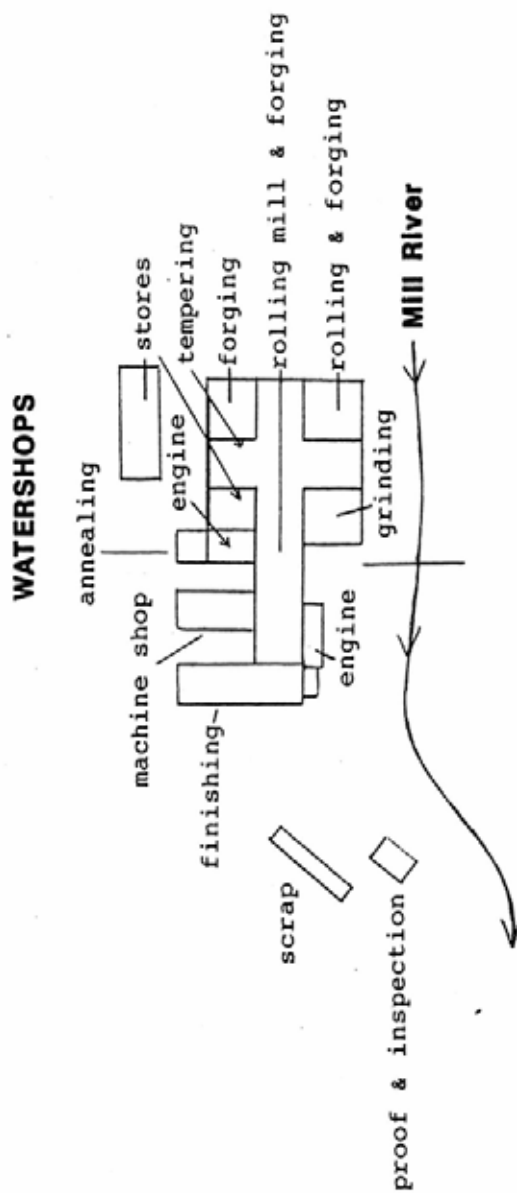 WATERSHOPS
annealing
machine shop
finishing
engine
stores
tempering
forging
rolling mill & forging
rolling & forging
grinding
engine
scrap
proof & inspection
Mill River